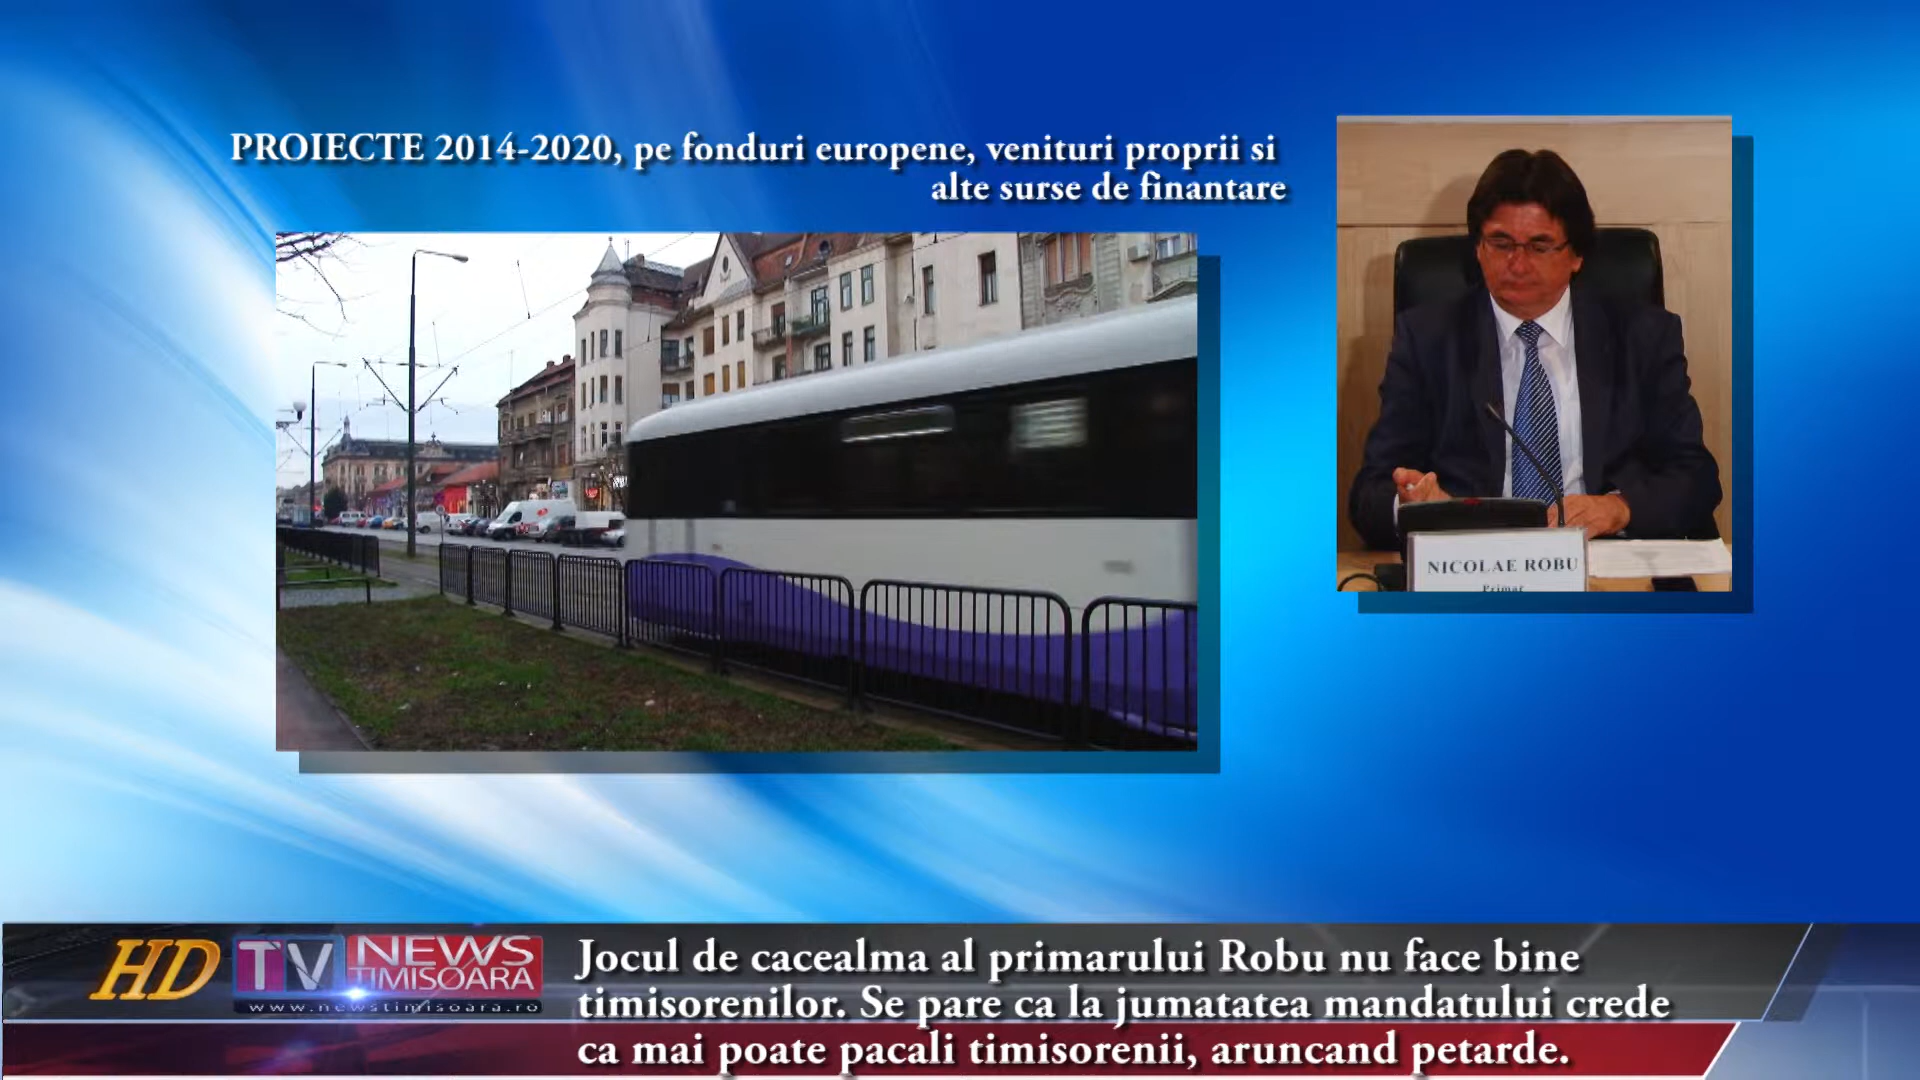 PROIECTE 2014-2020, pe fonduri europene, venituri proprii si
alte surse de finantare
NICOLAE ROBU
Primar
HD
TV
NEWS
TIMISOARA
www.newstimisoara.ro
Jocul de cacealma al primarului Robu nu face bine
timisorenilor. Se pare ca la jumatatea mandatului crede
ca mai poate pacali timisorenii, aruncand petarde.